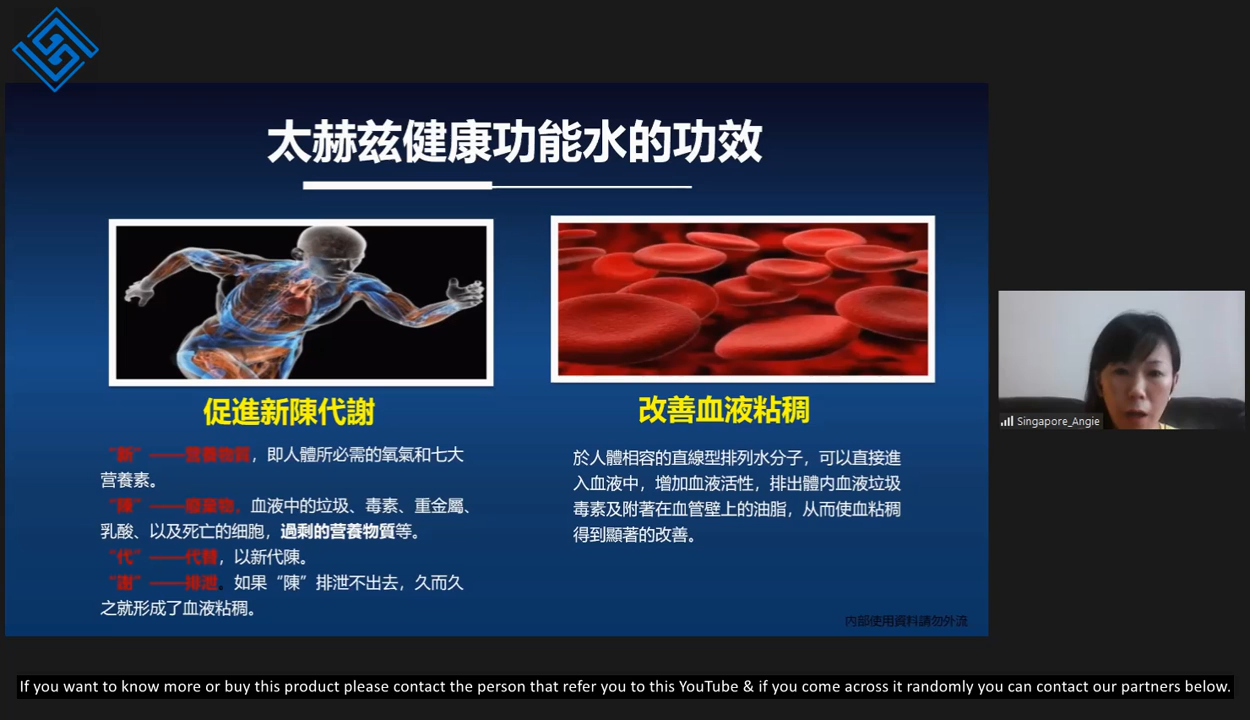 太赫兹健康功能水的功效
促進新陳代謝
“新”——营養物質，即人體所必需的氧氣和七大
营養素。
“陳”——廢棄物，血液中的垃圾、毒素、重金屬、
乳酸、以及死亡的细胞，過剩的营養物質等。
“代”——代替，以新代陳。
“謝”——排泄。如果“陳”排泄不出去，久而久
之就形成了血液粘稠。
改善血液粘稠
於人體相容的直線型排列水分子，可以直接進
入血液中，增加血液活性，排出體内血液垃圾
毒素及附著在血管壁上的油脂，从而使血粘稠
得到顯著的改善。
内部使用資料請勿外流
Singapore_Angie
If you want to know more or buy this product please contact the person that refer you to this YouTube & if you come across it randomly you can contact our partners below.